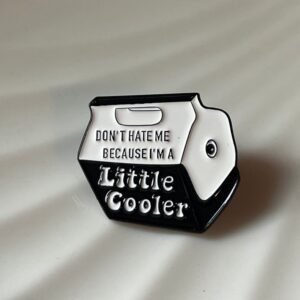 DON'T HATE ME
BECAUSE I'M A
Little
Cooler